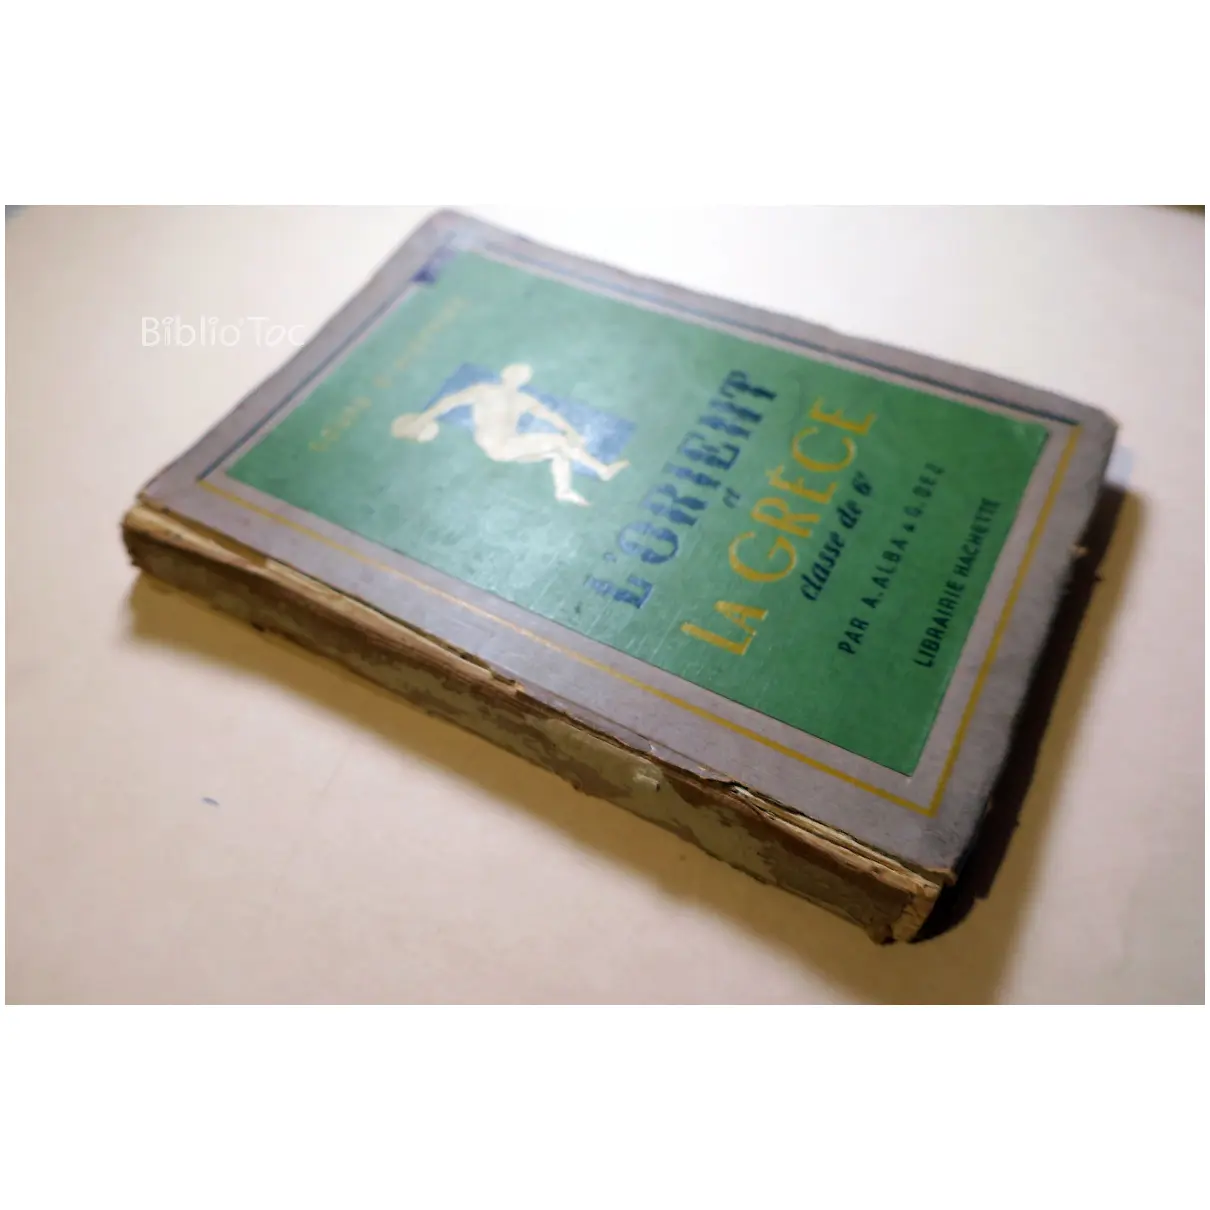 Biblio'Toc
L'ORIENT
et
LA GRÈCE
classe de 6e
PAR A. ALBA & G. DEZ
LIBRAIRIE HACHETTE